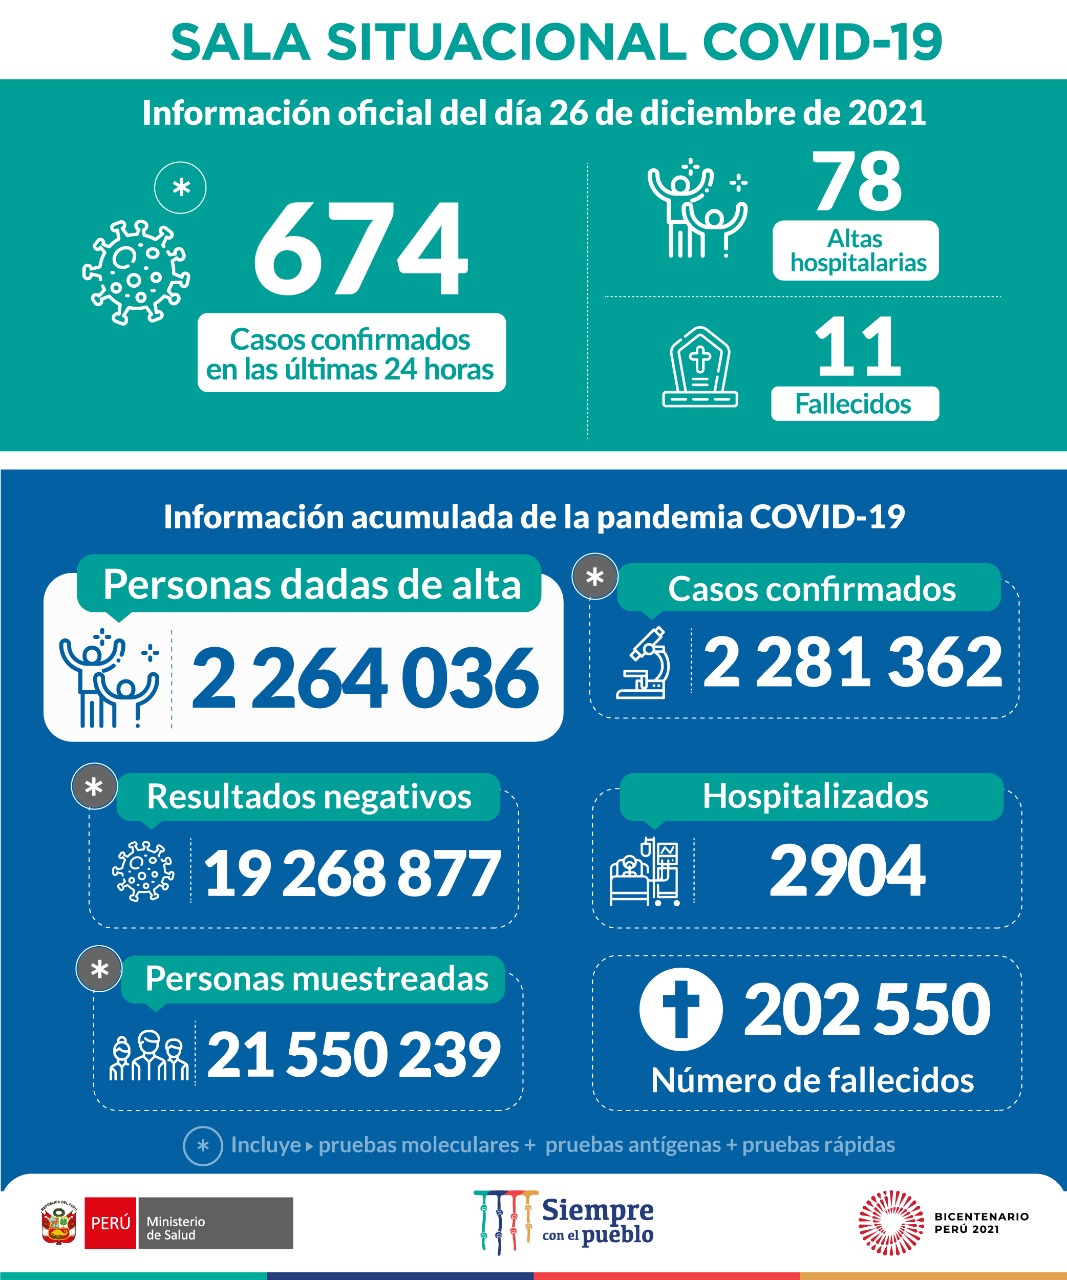 SALA SITUACIONAL COVID-19
Información oficial del día 26 de diciembre de 2021
*
674
Casos confirmados
en las últimas 24 horas
78
Altas
hospitalarias
11
Fallecidos
Información acumulada de la pandemia COVID-19
Personas dadas de alta
2 264 036
*
Casos confirmados
2 281 362
*
Resultados negativos
19 268 877
Hospitalizados
2904
*
Personas muestreadas
21 550 239
202 550
Número de fallecidos
* Incluye ▸ pruebas moleculares + pruebas antígenas + pruebas rápidas
PERÚ
Ministerio
de Salud
Siempre
con el pueblo
BICENTENARIO
PERÚ 2021